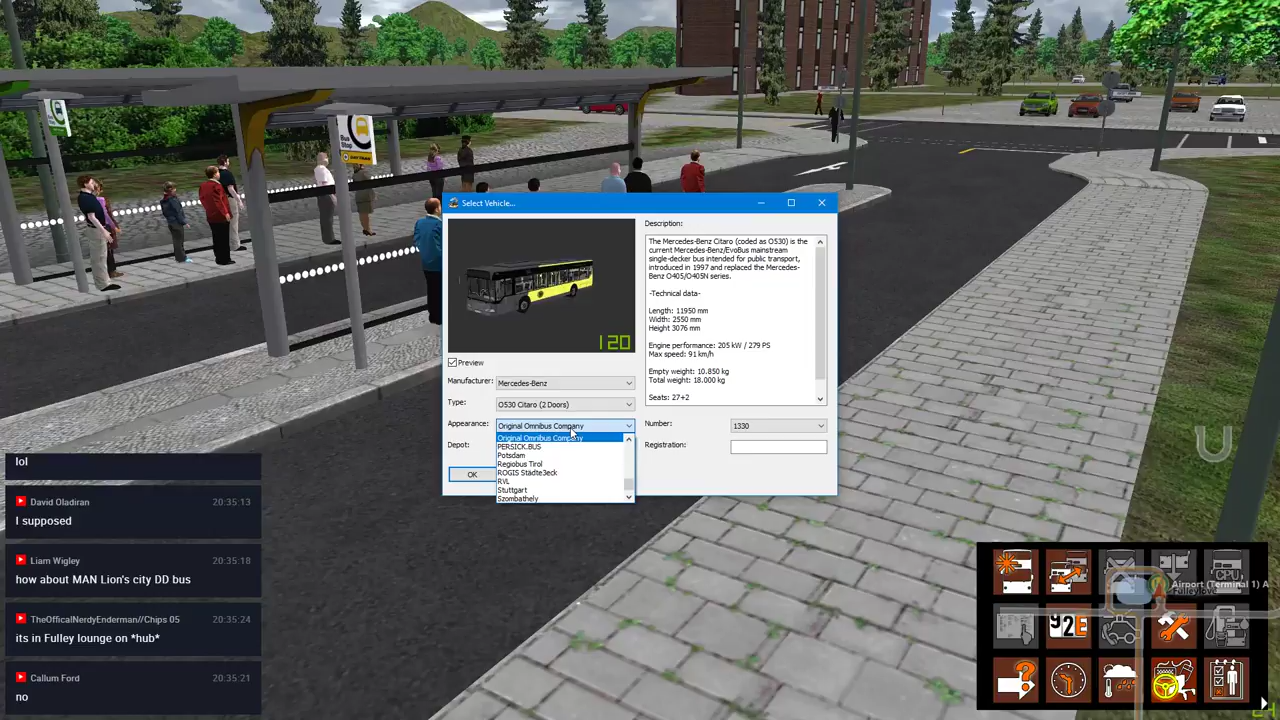 Bus
Stop
Select Vehicle...
120
Preview
Manufacturer:
Mercedes-Benz
Type:
O530 Citaro (2 Doors)
Appearance:
Original Omnibus Company
Depot:
Original Omnibus Company
PERSICK.BUS
Potsdam
Regiobus Tirol
ROGIS Städte3eck
RVL
Stuttgart
Szombathely
OK
Description:
The Mercedes-Benz Citaro (coded as O530) is the
current Mercedes-Benz/EvoBus mainstream
single-decker bus intended for public transport,
introduced in 1997 and replaced the Mercedes-
Benz O405/O405N series.
-Technical data-
Length: 11950 mm
Width: 2550 mm
Height 3076 mm
Engine performance: 205 kW / 279 PS
Max speed: 91 km/h
Empty weight: 10.850 kg
Total weight: 18.000 kg
Seats: 27+2
Number:
1330
Registration:
lol
David Oladiran 20:35:13
I supposed
Liam Wigley 20:35:18
how about MAN Lion's city DD bus
TheOfficalNerdyEnderman//Chips 05 20:35:24
its in Fulley lounge on *hub*
Callum Ford 20:35:21
no
U
CPU
Airport (Terminal 1) A
Fulleylove
92E